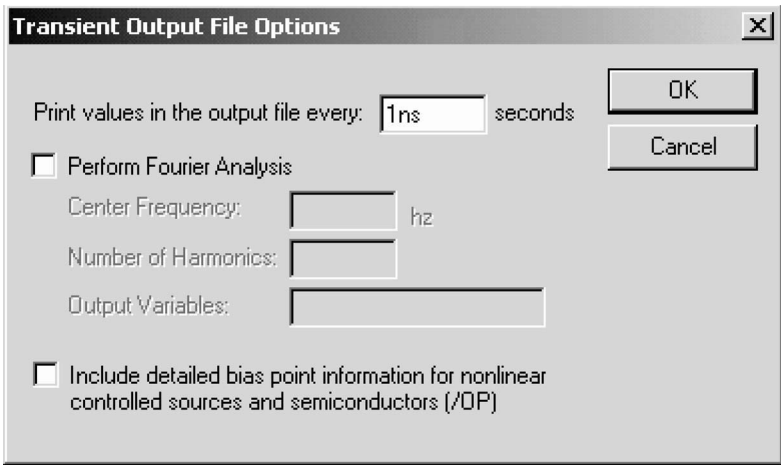 Transient Output File Options
OK
Print values in the output file every: 1ns seconds
Cancel
Perform Fourier Analysis
Center Frequency: hz
Number of Harmonics:
Output Variables:
Include detailed bias point information for nonlinear
controlled sources and semiconductors (/OP)